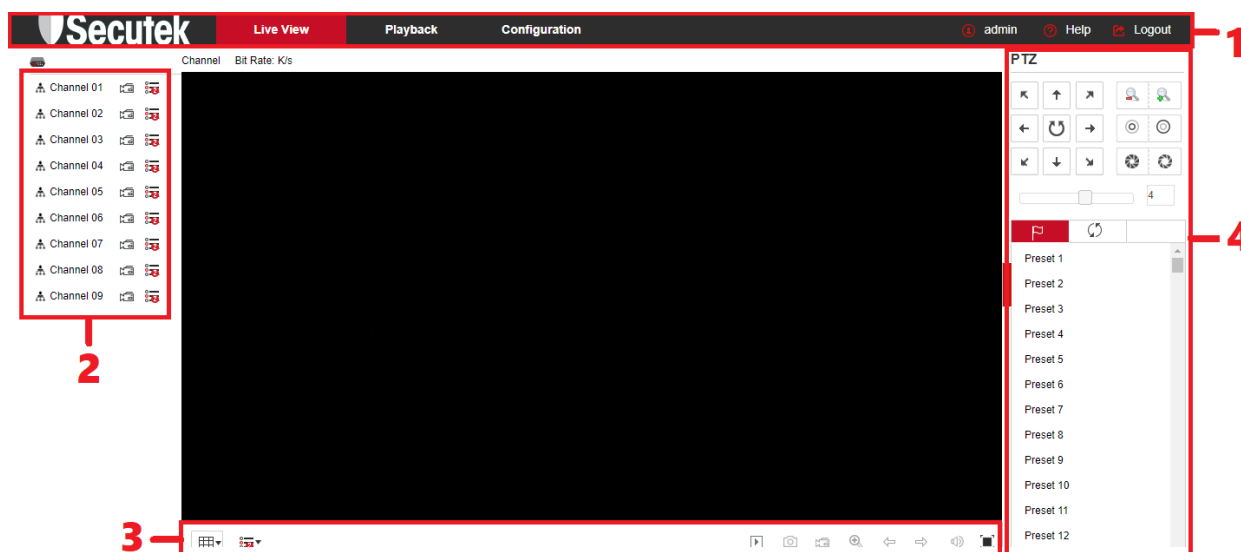 Secutek Live View Playback Configuration admin Help Logout
1
Channel Bit Rate: K/s
PTZ
Channel 01
Channel 02
Channel 03
Channel 04
Channel 05
Channel 06
Channel 07
Channel 08
Channel 09
2
4
4
Preset 1
Preset 2
Preset 3
Preset 4
Preset 5
Preset 6
Preset 7
Preset 8
Preset 9
Preset 10
Preset 11
Preset 12
3